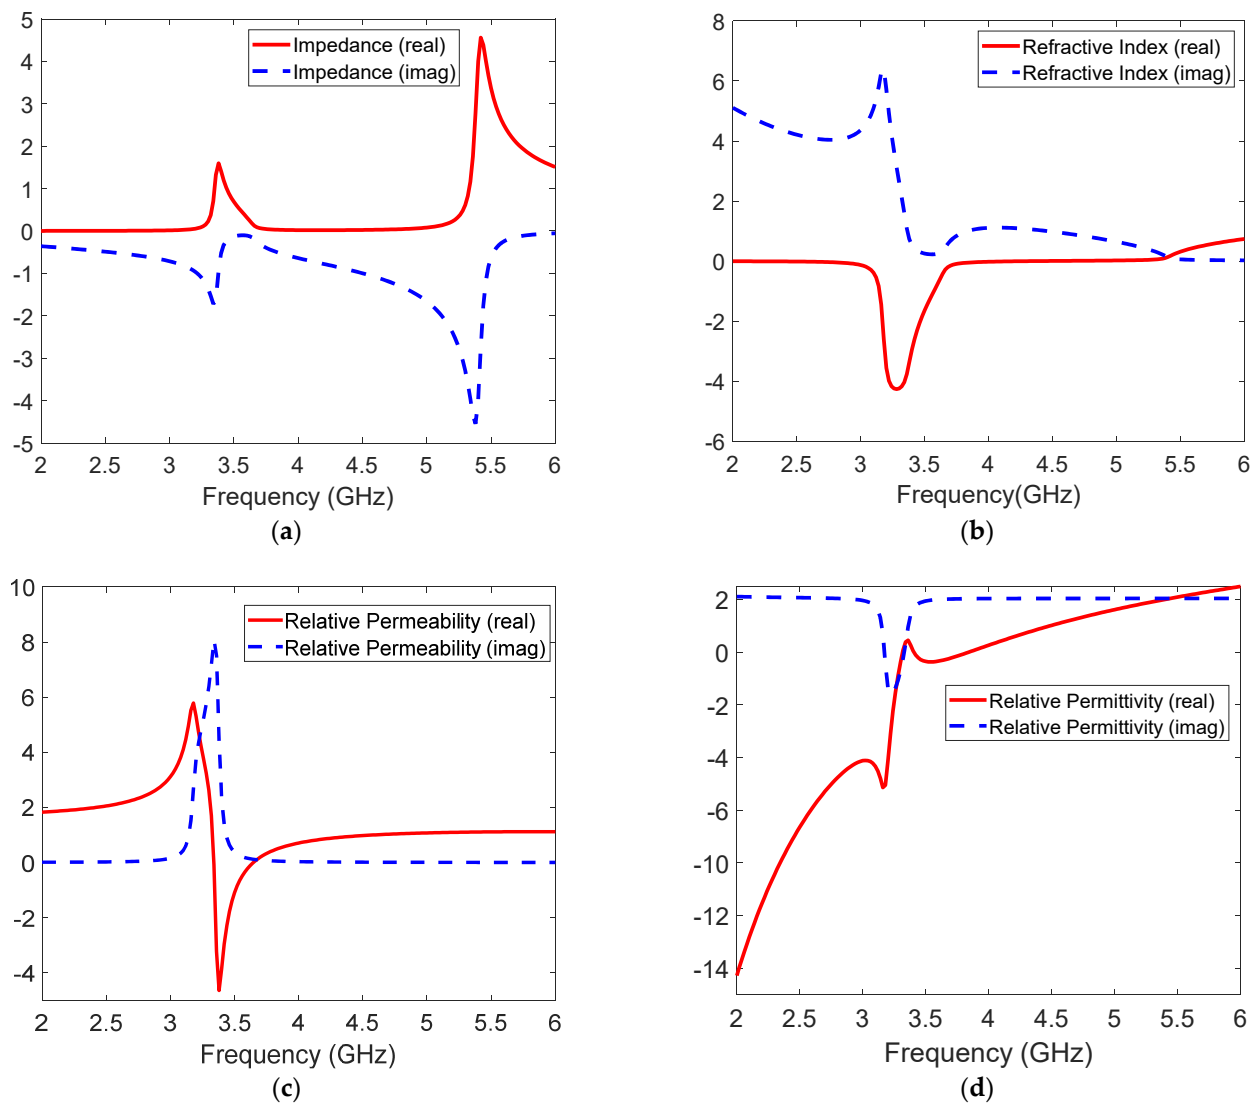 5
4
3
2
1
0
-1
-2
-3
-4
-5
Impedance (real)
Impedance (imag)
2 2.5 3 3.5 4 4.5 5 5.5 6
Frequency (GHz)
(a)
8
6
4
2
0
-2
-4
-6
Refractive Index (real)
Refractive Index (imag)
2 2.5 3 3.5 4 4.5 5 5.5 6
Frequency(GHz)
(b)
10
8
6
4
2
0
-2
-4
Relative Permeability (real)
Relative Permeability (imag)
2 2.5 3 3.5 4 4.5 5 5.5 6
Frequency (GHz)
(c)
2
0
-2
-4
-6
-8
-10
-12
-14
Relative Permittivity (real)
Relative Permittivity (imag)
2 2.5 3 3.5 4 4.5 5 5.5 6
Frequency (GHz)
(d)